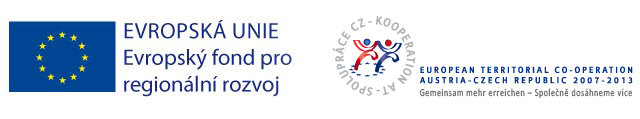 EVROPSKÁ UNIE
Evropský fond pro
regionální rozvoj
SPOLUPRÁCE CZ - KOOPERATION AT -
EUROPEAN TERRITORIAL CO-OPERATION
AUSTRIA-CZECH REPUBLIC 2007-2013
Gemeinsam mehr erreichen – Společně dosáhneme více